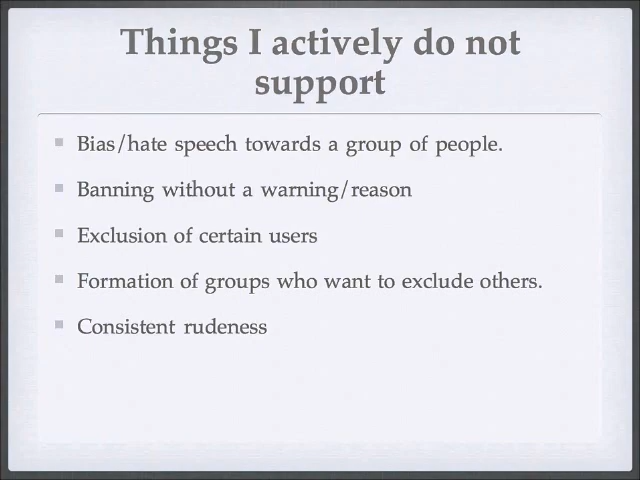 Things I actively do not
support
Bias/hate speech towards a group of people.
Banning without a warning/reason
Exclusion of certain users
Formation of groups who want to exclude others.
Consistent rudeness